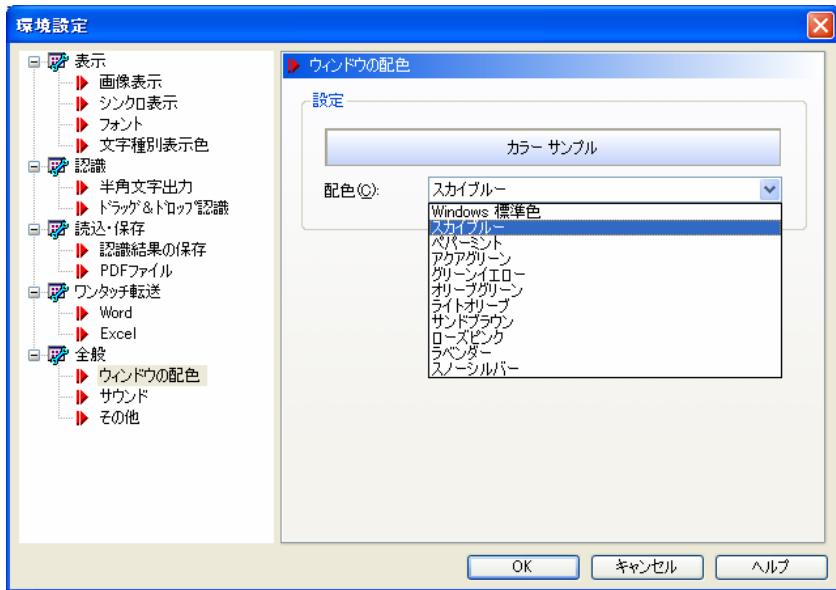 環境設定
表示
画像表示
シンクロ表示
フォント
文字種別表示色
認識
半角文字出力
ﾄﾞﾗｯｸﾞ&ﾄﾞﾛｯﾌﾟ認識
読込・保存
認識結果の保存
PDFファイル
ワンタッチ転送
Word
Excel
全般
ウィンドウの配色
サウンド
その他
ウィンドウの配色
設定
カラー サンプル
配色(C):
スカイブルー
Windows 標準色
スカイブルー
ペパーミント
アクアグリーン
グリーンイエロー
オリーブグリーン
ライトオリーブ
サンドブラウン
ローズピンク
ラベンダー
スノーシルバー
OK
キャンセル
ヘルプ